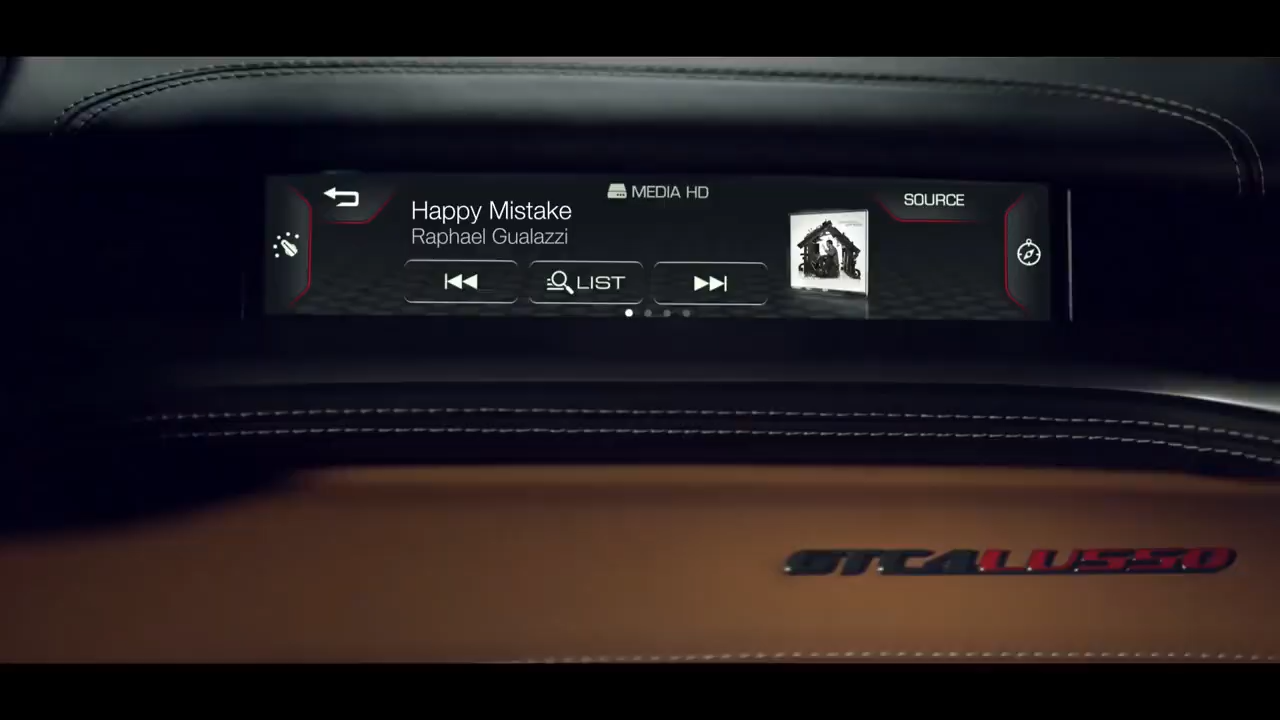 MEDIA HD
SOURCE
Happy Mistake
Raphael Gualazzi
LIST
GTC4LUSSO